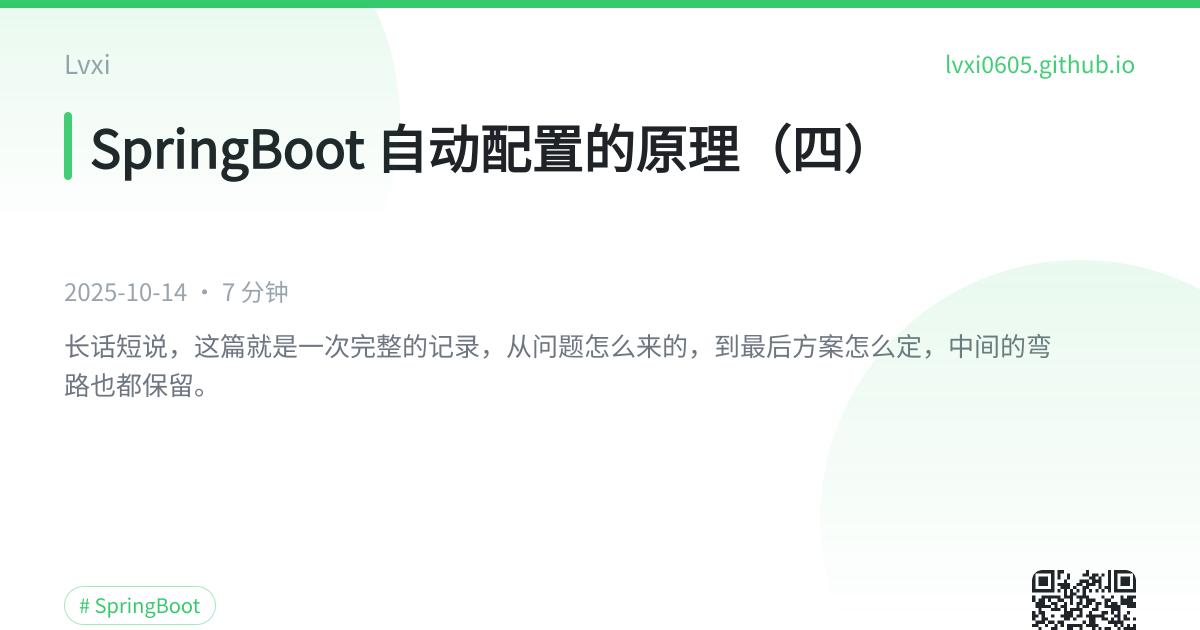 Lvxi
lvxi0605.github.io
SpringBoot 自动配置的原理（四）
2025-10-14 · 7 分钟
长话短说，这篇就是一次完整的记录，从问题怎么来的，到最后方案怎么定，中间的弯
路也都保留。
# SpringBoot